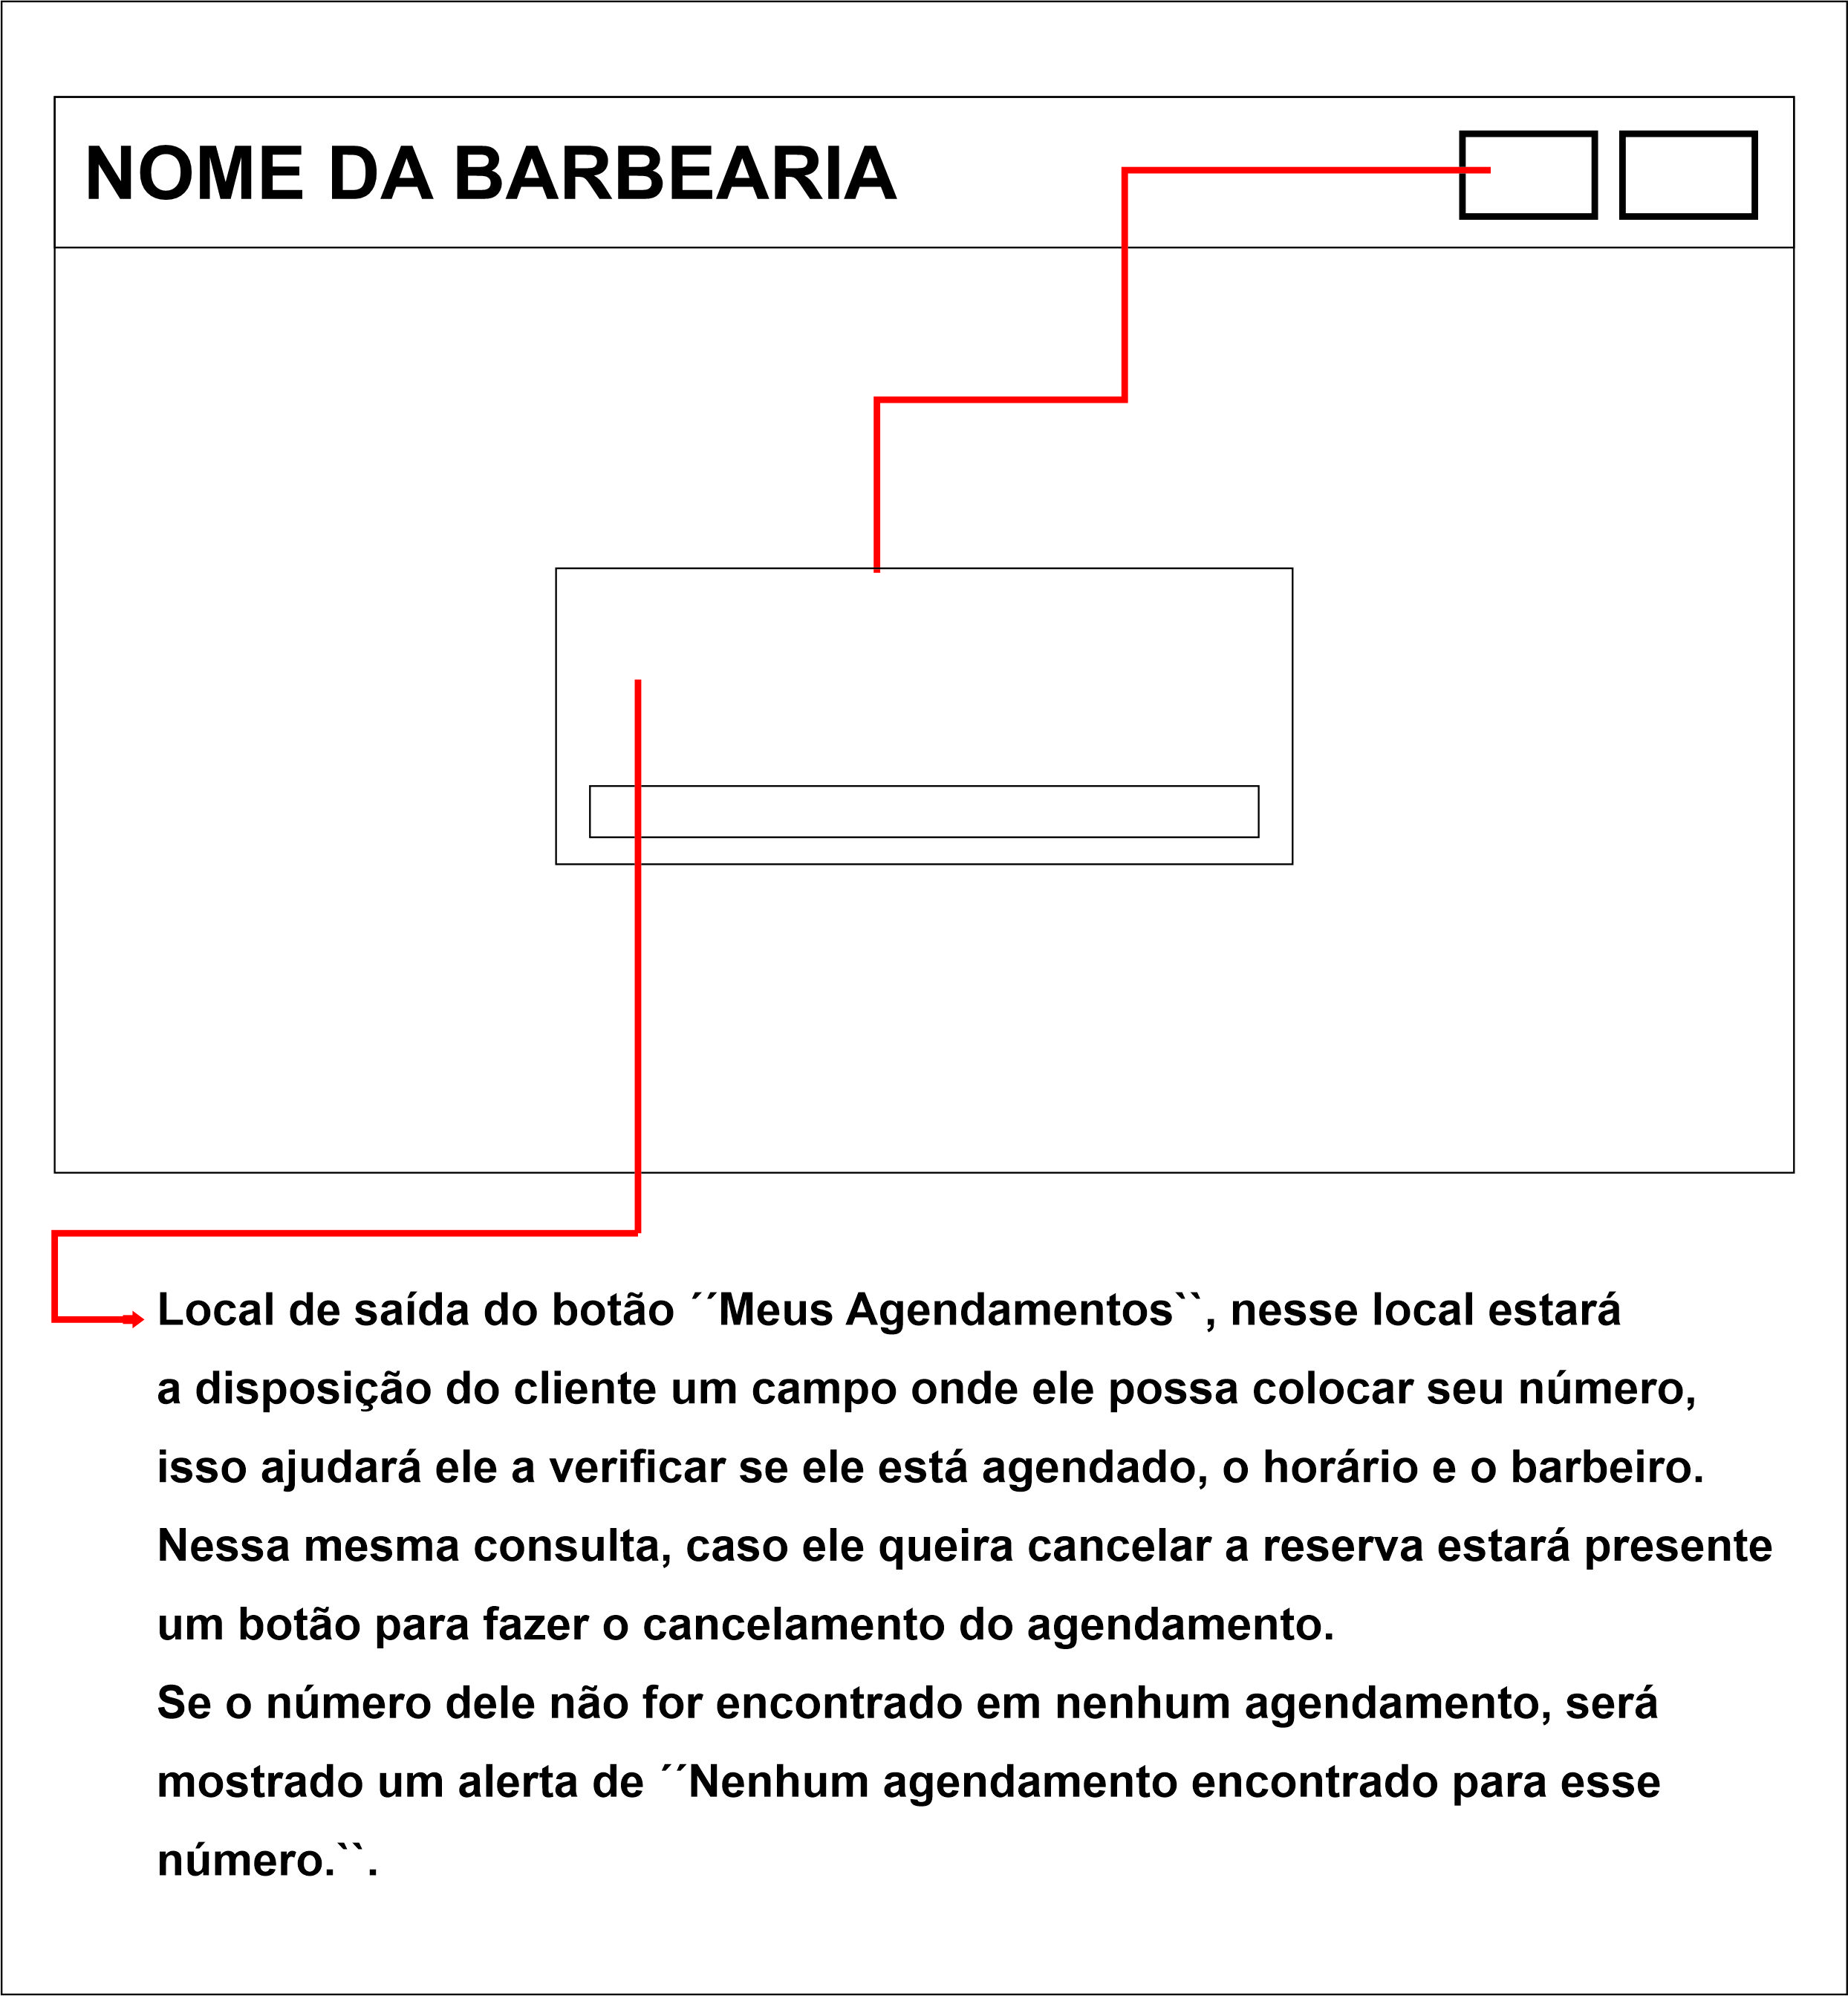 NOME DA BARBEARIA
Local de saída do botão ´´Meus Agendamentos``, nesse local estará
a disposição do cliente um campo onde ele possa colocar seu número,
isso ajudará ele a verificar se ele está agendado, o horário e o barbeiro.
Nessa mesma consulta, caso ele queira cancelar a reserva estará presente
um botão para fazer o cancelamento do agendamento.
Se o número dele não for encontrado em nenhum agendamento, será
mostrado um alerta de ´´Nenhum agendamento encontrado para esse
número.``.